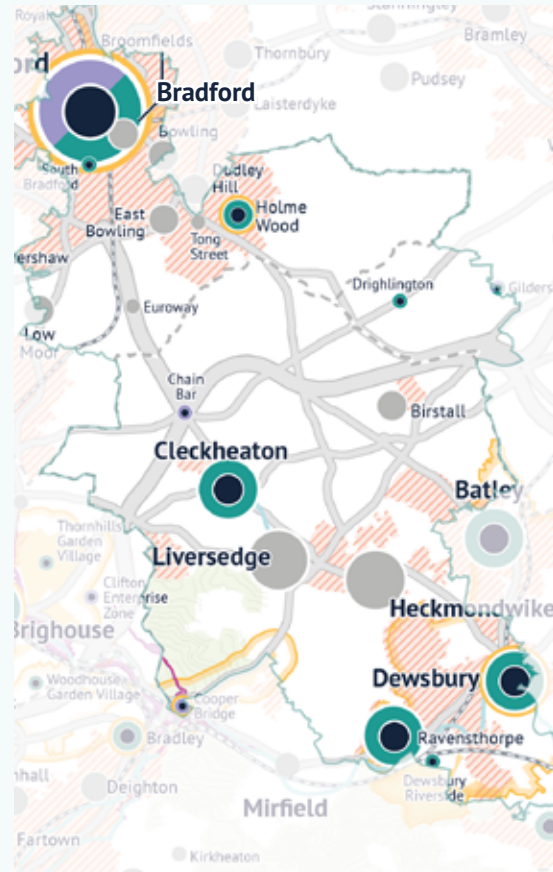 Royal
Broomfields
Stanningley
Bramley
ord
Thornbury
Bradford
Pudsey
Laisterdyke
Bowling
South
Bradford
Dudley
Hill
East
Bowling
Holme
Wood
Tong
Street
ershaw
Drighlington
Gilders
Euroway
Low
Moor
Chain
Bar
Birstall
Cleckheaton
Batley
Thornhills
Garden
Village
Liversedge
Clifton
Enterprise
Zone
Heckmondwike
Brighouse
Dewsbury
Woodhouse
Garden Village
Cooper
Bridge
Bradley
Ravensthorpe
Dewsbury
Riverside
nhall
Deighton
Mirfield
Fartown
Kirkheaton